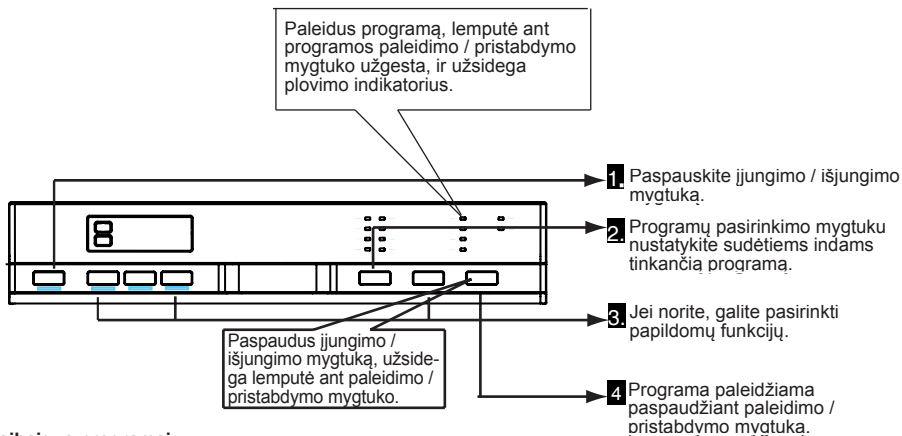 Paleidus programą, lemputė ant
programos paleidimo / pristabdymo
mygtuko užgesta, ir užsidega
plovimo indikatorius.
1. Paspauskite įjungimo / išjungimo
mygtuką.
2. Programų pasirinkimo mygtuku
nustatykite sudėtiems indams
tinkančią programą.
3. Jei norite, galite pasirinkti
papildomų funkcijų.
Paspaudus įjungimo /
išjungimo mygtuką, užside-
ga lemputė ant paleidimo /
pristabdymo mygtuko.
4 Programa paleidžiama
paspaudžiant paleidimo /
pristabdymo mygtuką.